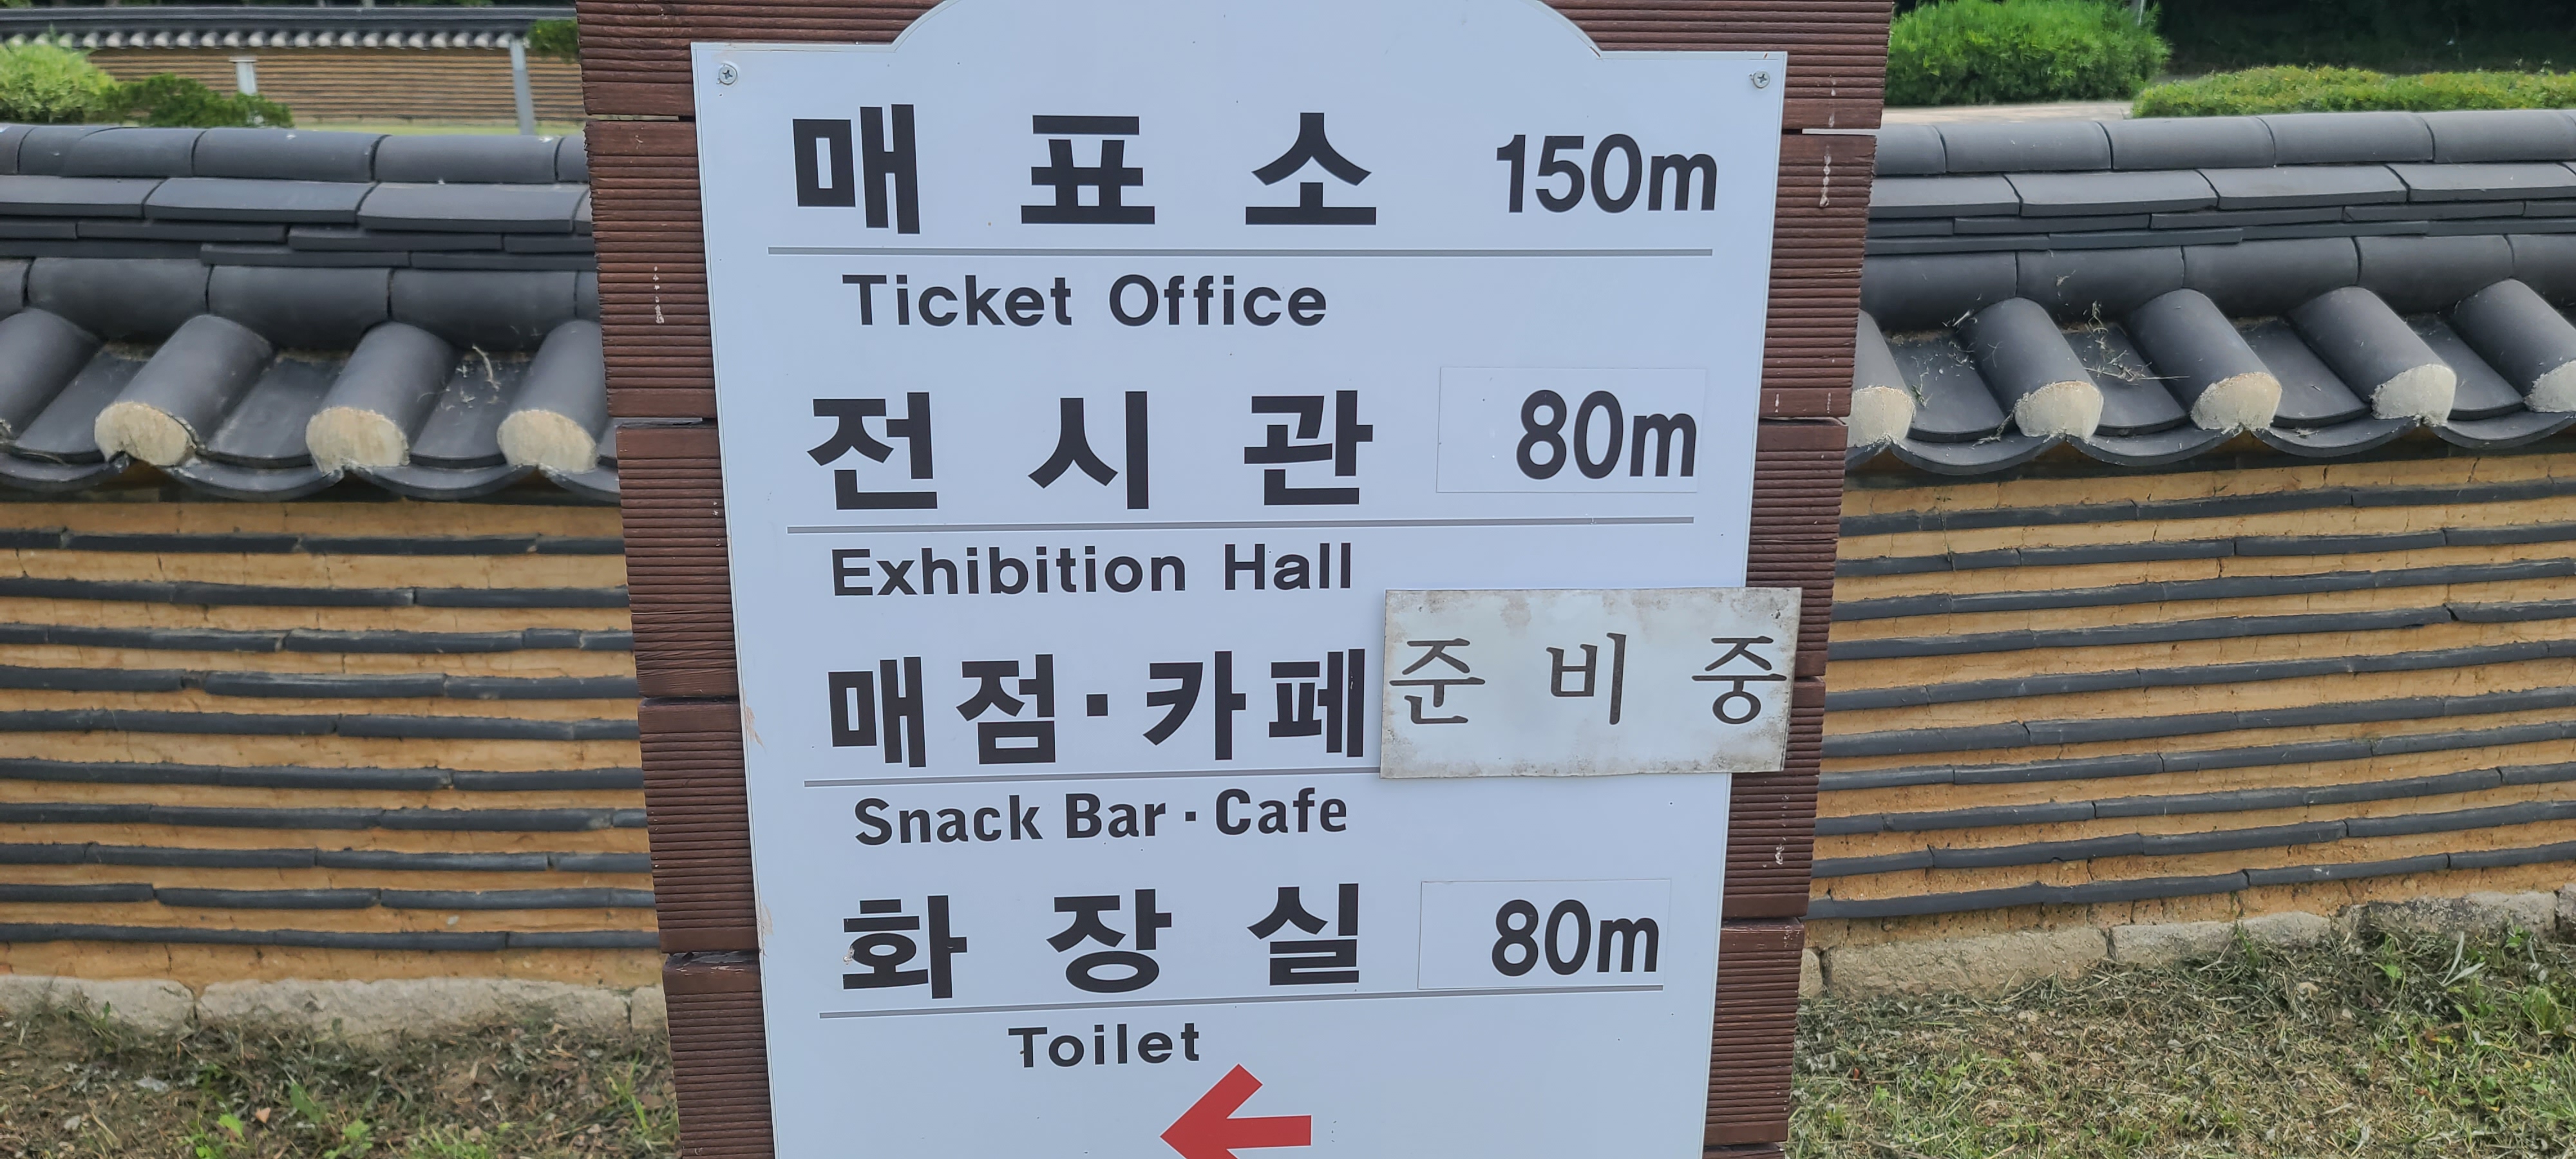 매 표 소 150m
Ticket Office
전 시 관 80m
Exhibition Hall
매점·카페 준 비 중
Snack Bar·Cafe
화 장 실 80m
Toilet